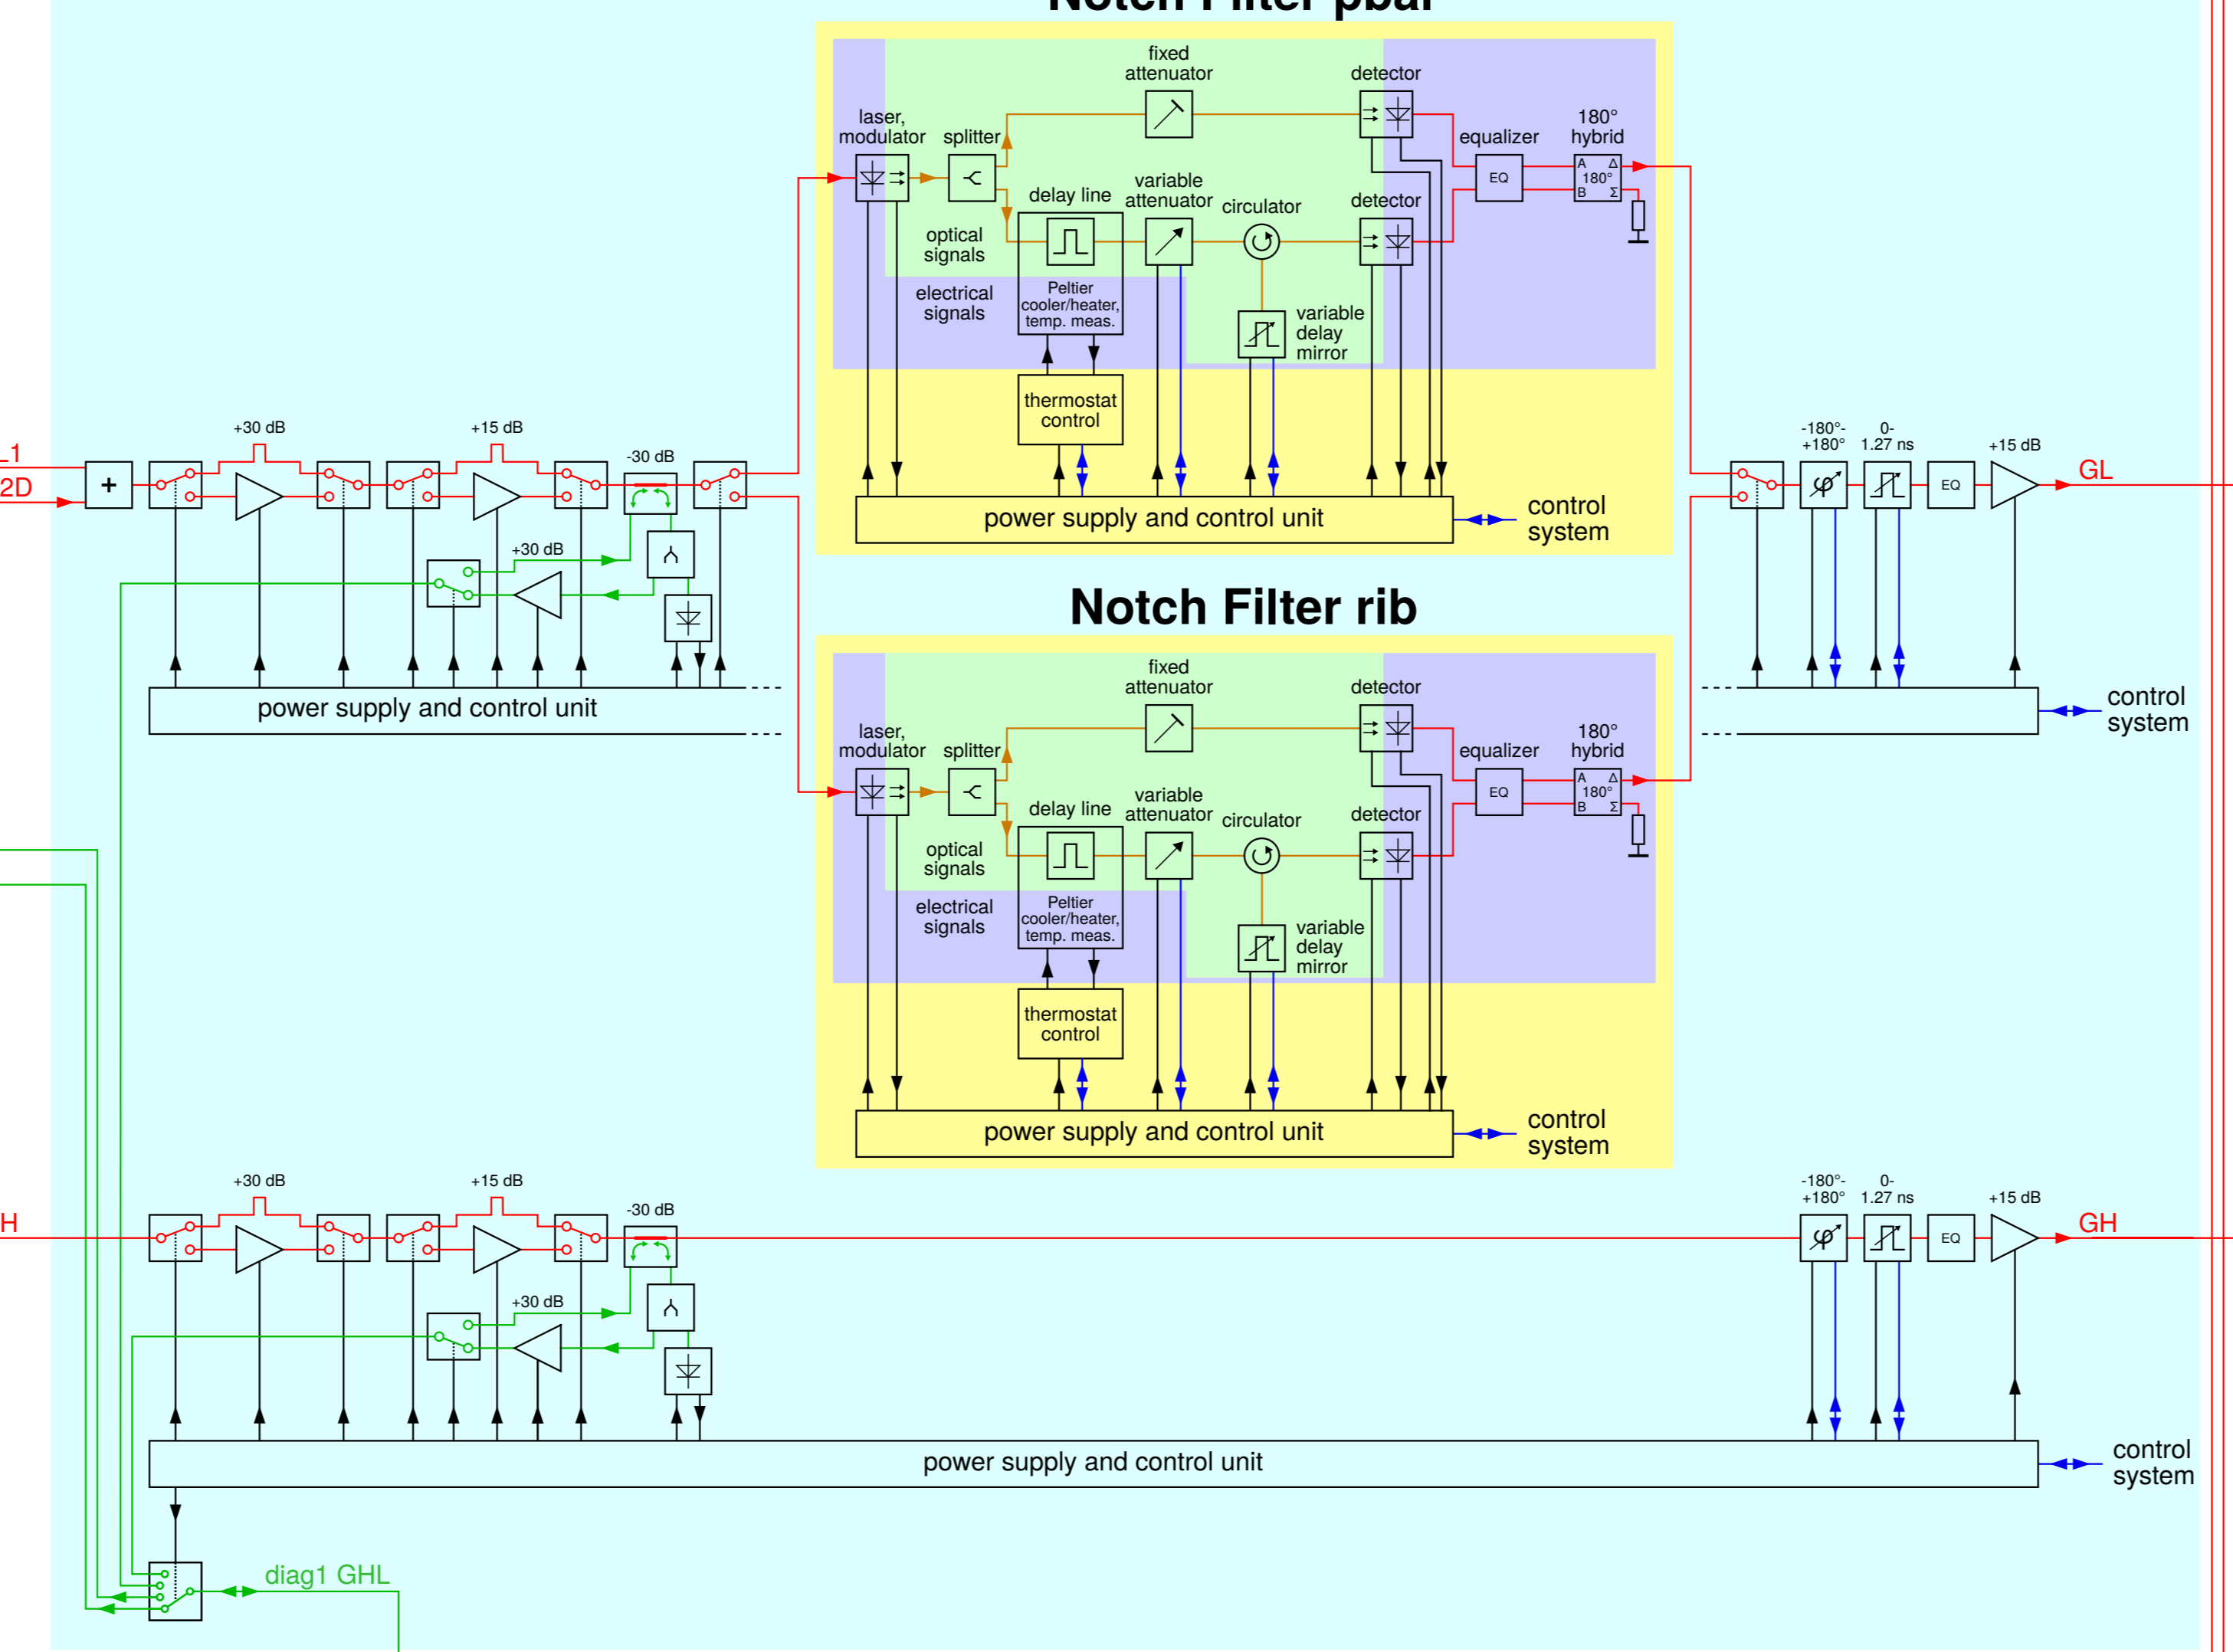 Notch Filter pbar
fixed
attenuator
detector
laser,
modulator
splitter
equalizer
180°
hybrid
EQ
A
Δ
180°
B
Σ
delay line
variable
attenuator
circulator
detector
optical
signals
electrical
signals
Peltier
cooler/heater,
temp. meas.
variable
delay
mirror
thermostat
control
power supply and control unit
control
system
L1
2D
+
+30 dB
+15 dB
-30 dB
+30 dB
power supply and control unit
-180°-
+180°
0-
1.27 ns
+15 dB
φ
EQ
GL
control
system
Notch Filter rib
fixed
attenuator
detector
laser,
modulator
splitter
equalizer
180°
hybrid
EQ
A
Δ
180°
B
Σ
delay line
variable
attenuator
circulator
detector
optical
signals
electrical
signals
Peltier
cooler/heater,
temp. meas.
variable
delay
mirror
thermostat
control
power supply and control unit
control
system
H
+30 dB
+15 dB
-30 dB
+30 dB
-180°-
+180°
0-
1.27 ns
+15 dB
φ
EQ
GH
power supply and control unit
control
system
diag1 GHL